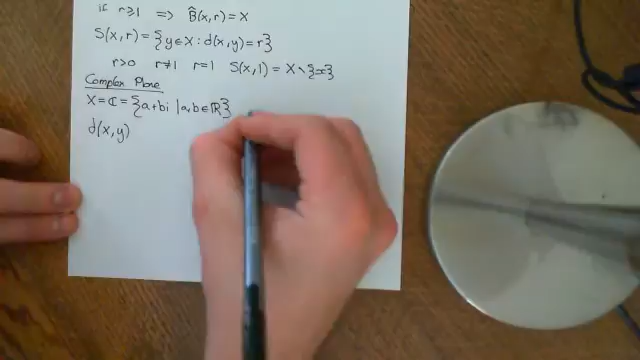 if r≥1 ⟹ B̂(x,r) = X
S(x,r) = {y∈X : d(x,y) = r}
r>0 r≠1 r=1 S(x,1) = X∖{x}
Complex Plane
X = ℂ = {a+bi | a,b∈ℝ}
d(x,y)